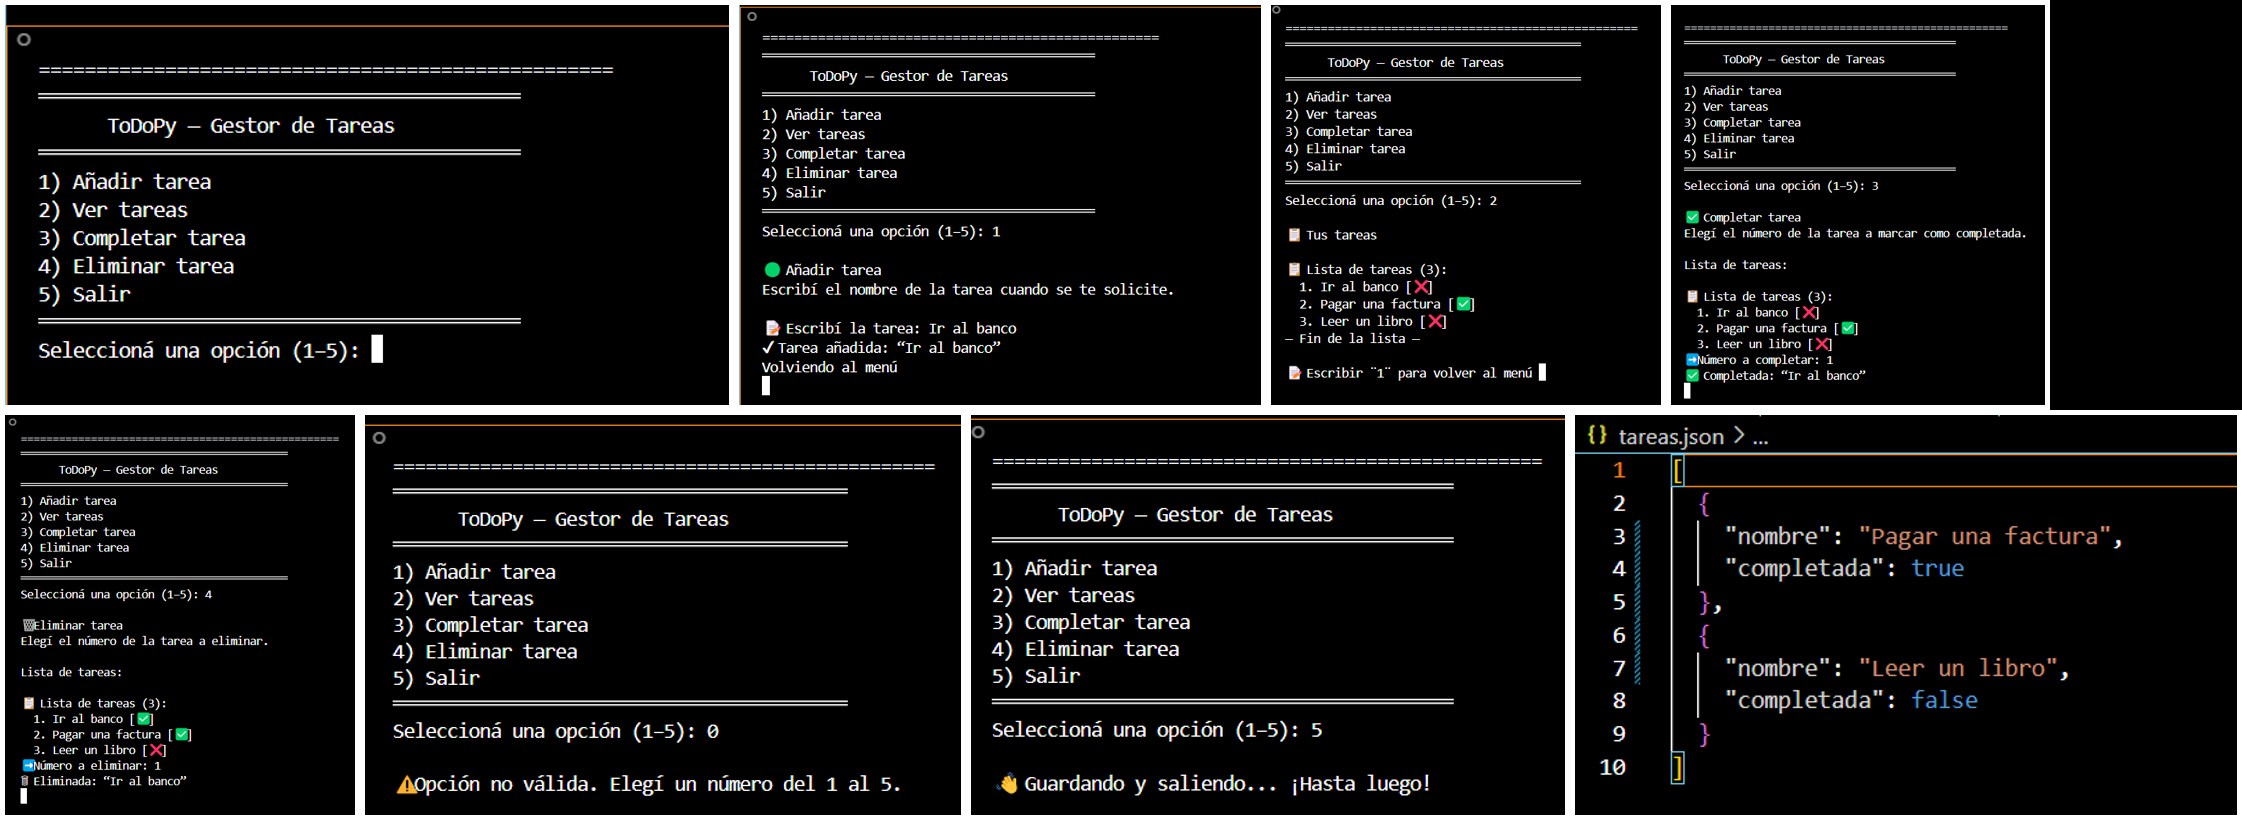 ==================================================
══════════════════════════════════════════
ToDoPy — Gestor de Tareas
══════════════════════════════════════════
1) Añadir tarea
2) Ver tareas
3) Completar tarea
4) Eliminar tarea
5) Salir
══════════════════════════════════════════
Seleccioná una opción (1–5):
==================================================
══════════════════════════════════════════
ToDoPy — Gestor de Tareas
══════════════════════════════════════════
1) Añadir tarea
2) Ver tareas
3) Completar tarea
4) Eliminar tarea
5) Salir
══════════════════════════════════════════
Seleccioná una opción (1–5): 1
🟢 Añadir tarea
Escribí el nombre de la tarea cuando se te solicite.
📝 Escribí la tarea: Ir al banco
✔ Tarea añadida: “Ir al banco”
Volviendo al menú
==================================================
══════════════════════════════════════════
ToDoPy — Gestor de Tareas
══════════════════════════════════════════
1) Añadir tarea
2) Ver tareas
3) Completar tarea
4) Eliminar tarea
5) Salir
══════════════════════════════════════════
Seleccioná una opción (1–5): 2
📋 Tus tareas
📋 Lista de tareas (3):
1. Ir al banco [❌]
2. Pagar una factura [✅]
3. Leer un libro [❌]
— Fin de la lista —
📝 Escribir ¨1¨ para volver al menú
==================================================
══════════════════════════════════════════
ToDoPy — Gestor de Tareas
══════════════════════════════════════════
1) Añadir tarea
2) Ver tareas
3) Completar tarea
4) Eliminar tarea
5) Salir
══════════════════════════════════════════
Seleccioná una opción (1–5): 3
✅ Completar tarea
Elegí el número de la tarea a marcar como completada.
Lista de tareas:
📋 Lista de tareas (3):
1. Ir al banco [❌]
2. Pagar una factura [✅]
3. Leer un libro [❌]
➡Número a completar: 1
✅ Completada: “Ir al banco”
==================================================
══════════════════════════════════════════
ToDoPy — Gestor de Tareas
══════════════════════════════════════════
1) Añadir tarea
2) Ver tareas
3) Completar tarea
4) Eliminar tarea
5) Salir
══════════════════════════════════════════
Seleccioná una opción (1–5): 4
🗑Eliminar tarea
Elegí el número de la tarea a eliminar.
Lista de tareas:
📋 Lista de tareas (3):
1. Ir al banco [✅]
2. Pagar una factura [✅]
3. Leer un libro [❌]
➡Número a eliminar: 1
🗑 Eliminada: “Ir al banco”
==================================================
══════════════════════════════════════════
ToDoPy — Gestor de Tareas
══════════════════════════════════════════
1) Añadir tarea
2) Ver tareas
3) Completar tarea
4) Eliminar tarea
5) Salir
══════════════════════════════════════════
Seleccioná una opción (1–5): 0
⚠Opción no válida. Elegí un número del 1 al 5.
==================================================
══════════════════════════════════════════
ToDoPy — Gestor de Tareas
══════════════════════════════════════════
1) Añadir tarea
2) Ver tareas
3) Completar tarea
4) Eliminar tarea
5) Salir
══════════════════════════════════════════
Seleccioná una opción (1–5): 5
👋 Guardando y saliendo... ¡Hasta luego!
{} tareas.json > ...
1 [
2 {
3 "nombre": "Pagar una factura",
4 "completada": true
5 },
6 {
7 "nombre": "Leer un libro",
8 "completada": false
9 }
10 ]